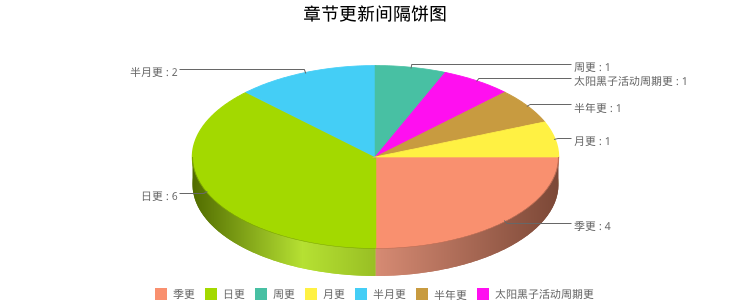 章节更新间隔饼图
周更 : 1
半月更 : 2
太阳黑子活动周期更 : 1
半年更 : 1
月更 : 1
日更 : 6
季更 : 4
季更 日更 周更 月更 半月更 半年更 太阳黑子活动周期更